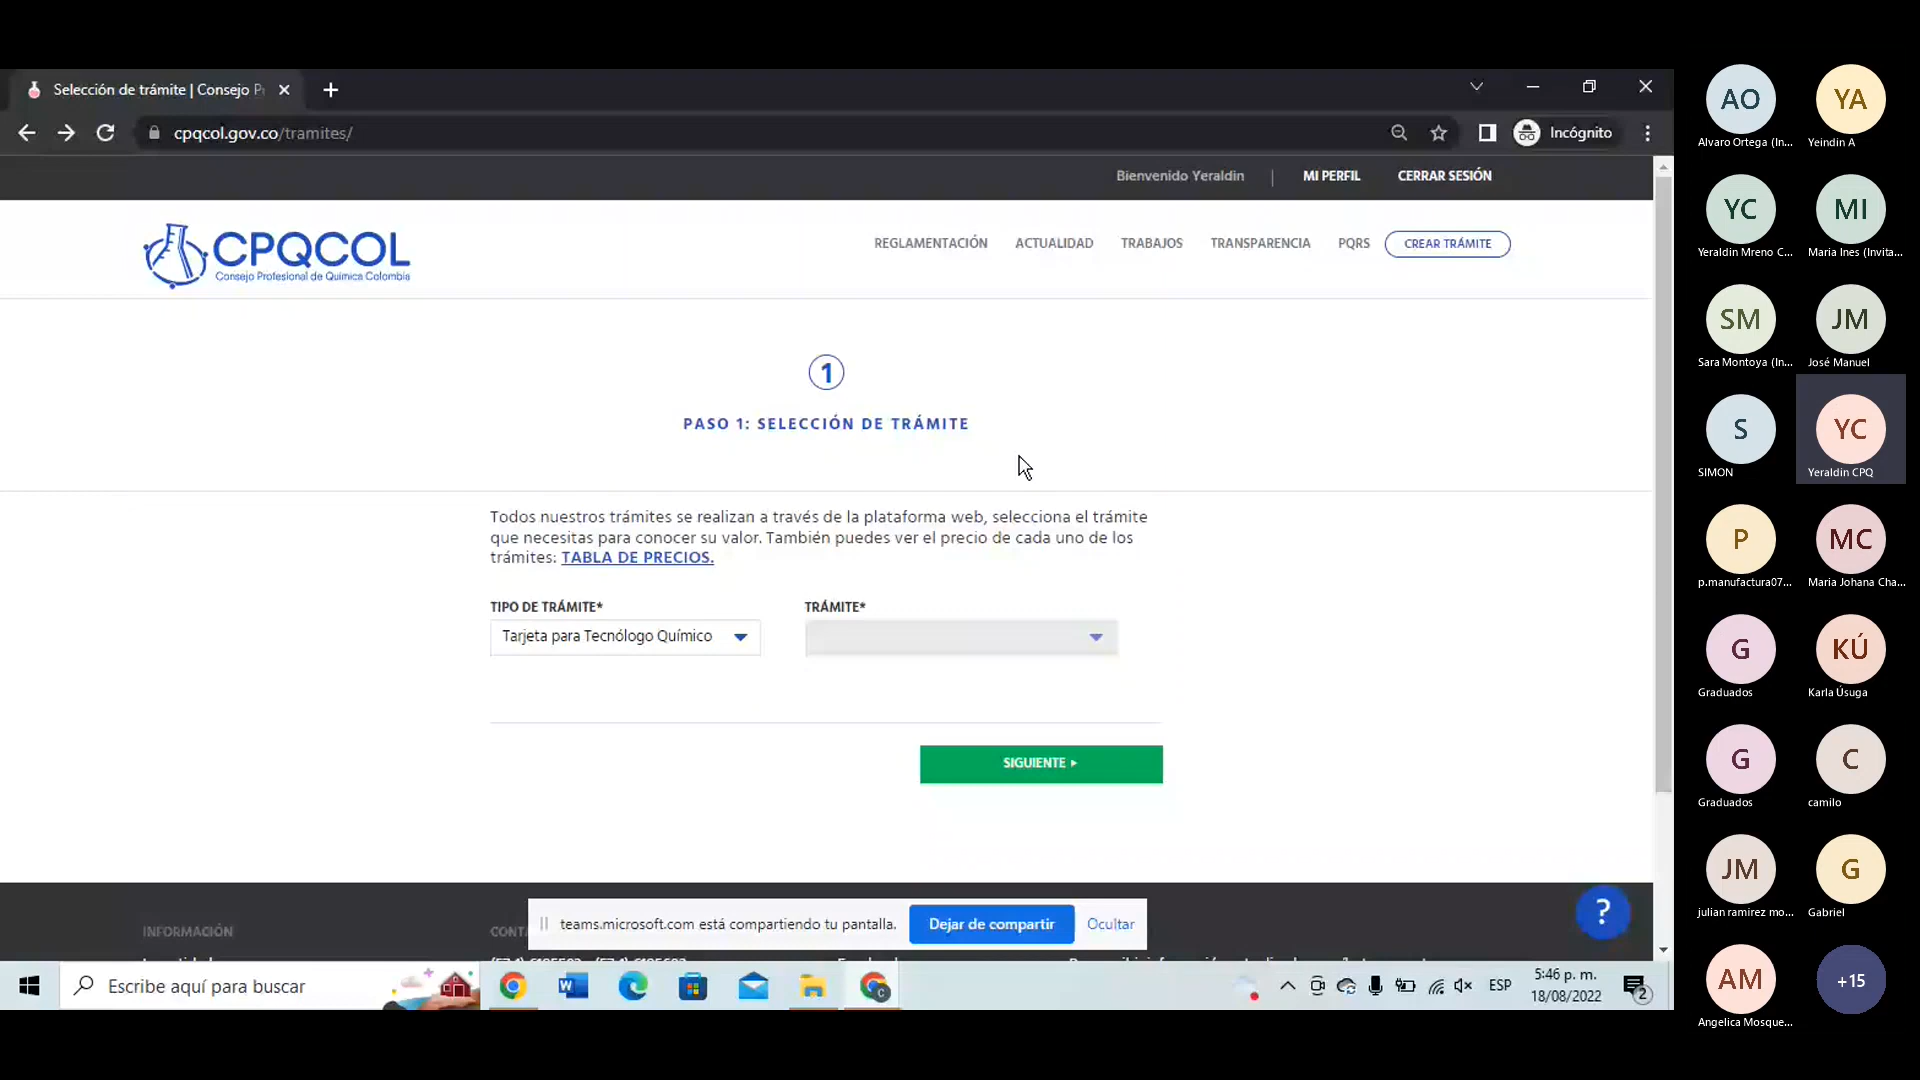 Selección de trámite | Consejo P
cpqcol.gov.co/tramites/
Incógnito
Bienvenido Yeraldin | MI PERFIL CERRAR SESIÓN
CPQCOL
Consejo Profesional de Química Colombia
REGLAMENTACIÓN ACTUALIDAD TRABAJOS TRANSPARENCIA PQRS CREAR TRÁMITE
1
PASO 1: SELECCIÓN DE TRÁMITE
Todos nuestros trámites se realizan a través de la plataforma web, selecciona el trámite
que necesitas para conocer su valor. También puedes ver el precio de cada uno de los
trámites: TABLA DE PRECIOS.
TIPO DE TRÁMITE* TRÁMITE*
Tarjeta para Tecnólogo Químico
SIGUIENTE
?
INFORMACIÓN CONT
teams.microsoft.com está compartiendo tu pantalla. Dejar de compartir Ocultar
Escribe aquí para buscar
ESP
5:46 p. m.
18/08/2022
2
AO YA
Alvaro Ortega (In... Yeindin A
YC MI
Yeraldin Mreno C... Maria Ines (Invita...
SM JM
Sara Montoya (In... José Manuel
S YC
SIMON Yeraldin CPQ
P MC
p.manufactura07... Maria Johana Cha...
G KÚ
Graduados Karla Úsuga
G C
Graduados camilo
JM G
julian ramirez mo... Gabriel
AM +15
Angelica Mosque...